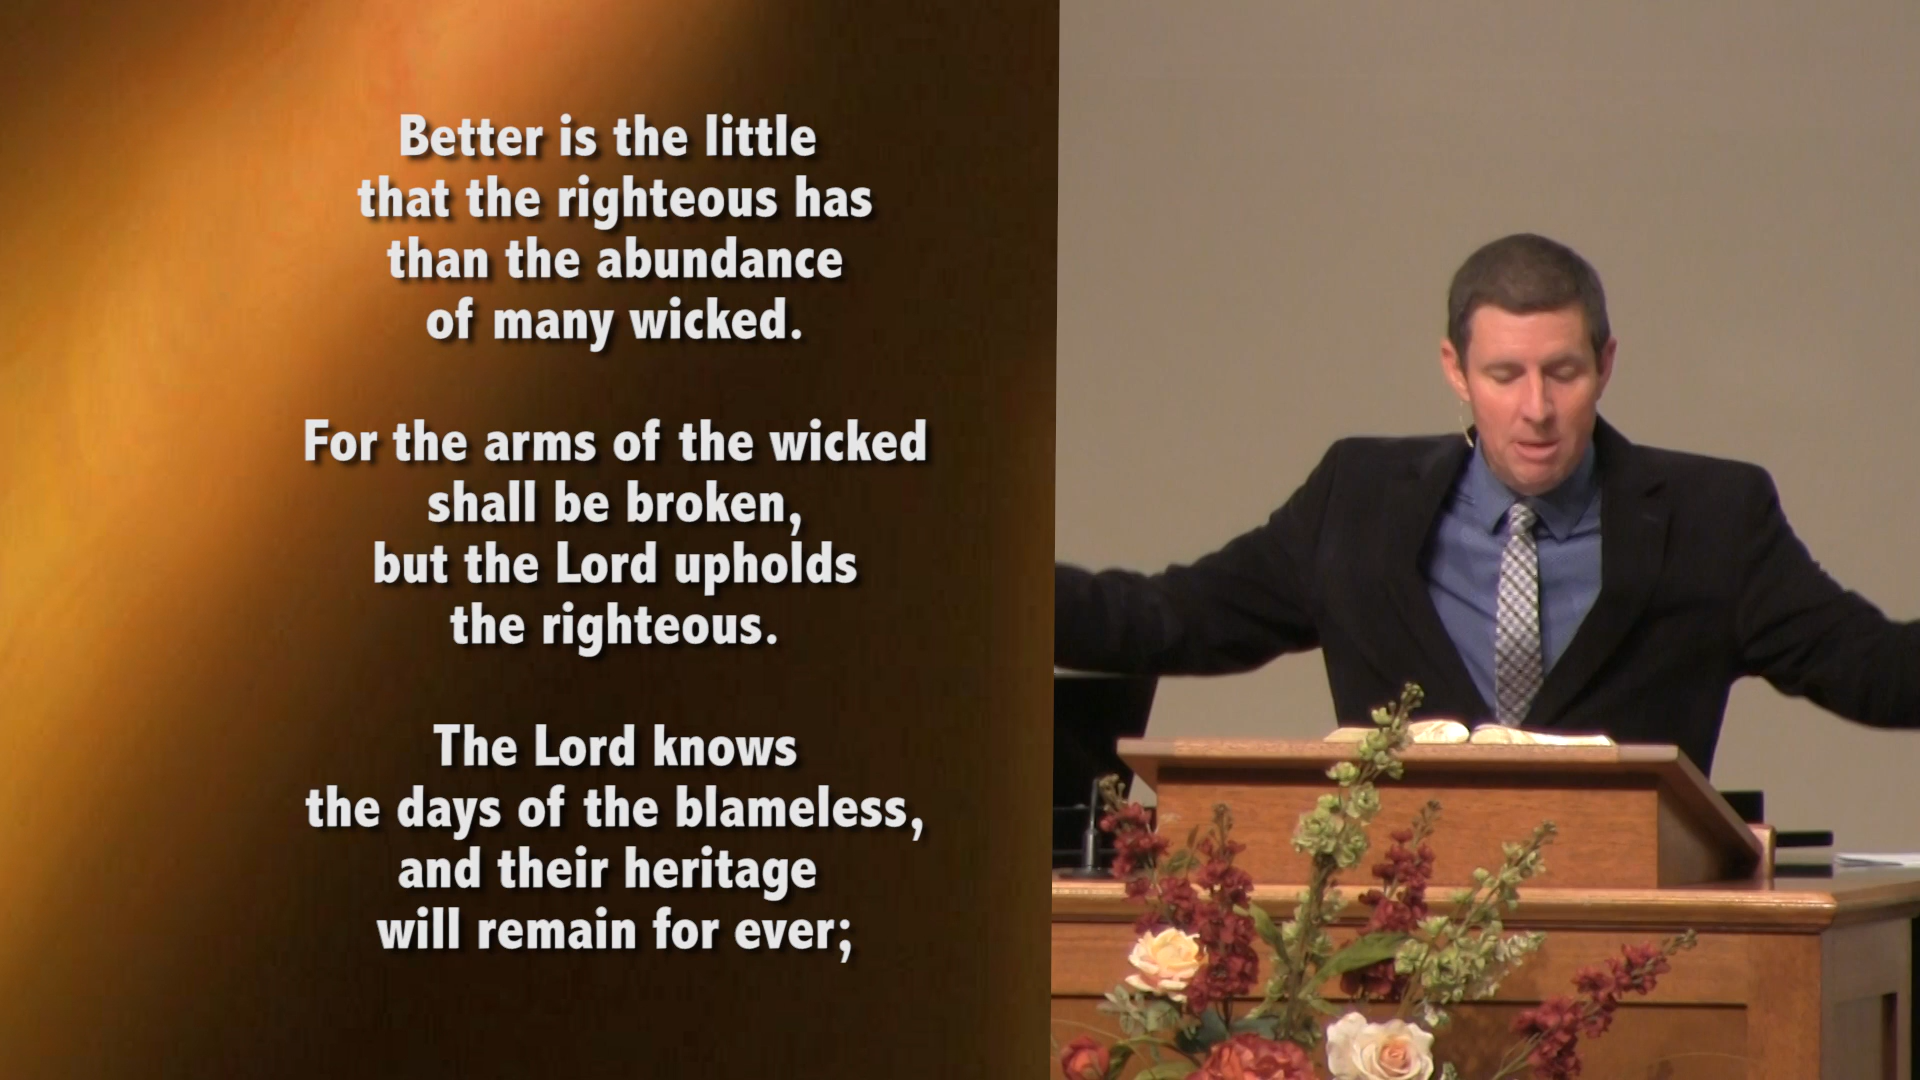 Better is the little
that the righteous has
than the abundance
of many wicked.
For the arms of the wicked
shall be broken,
but the Lord upholds
the righteous.
The Lord knows
the days of the blameless,
and their heritage
will remain for ever;